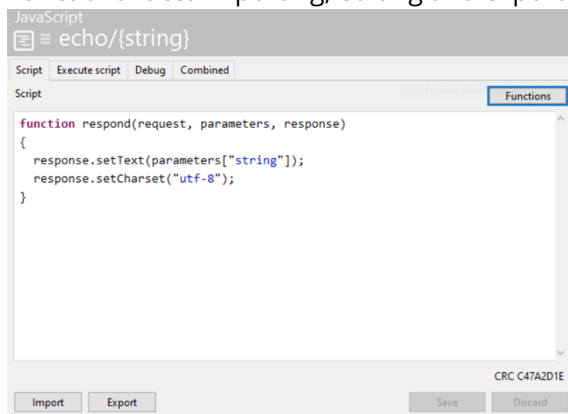 JavaScript
echo/{string}
Script Execute script Debug Combined
Script
Functions
function respond(request, parameters, response)
{
response.setText(parameters["string"]);
response.setCharset("utf-8");
}
CRC C47A2D1E
Import Export Save Discard